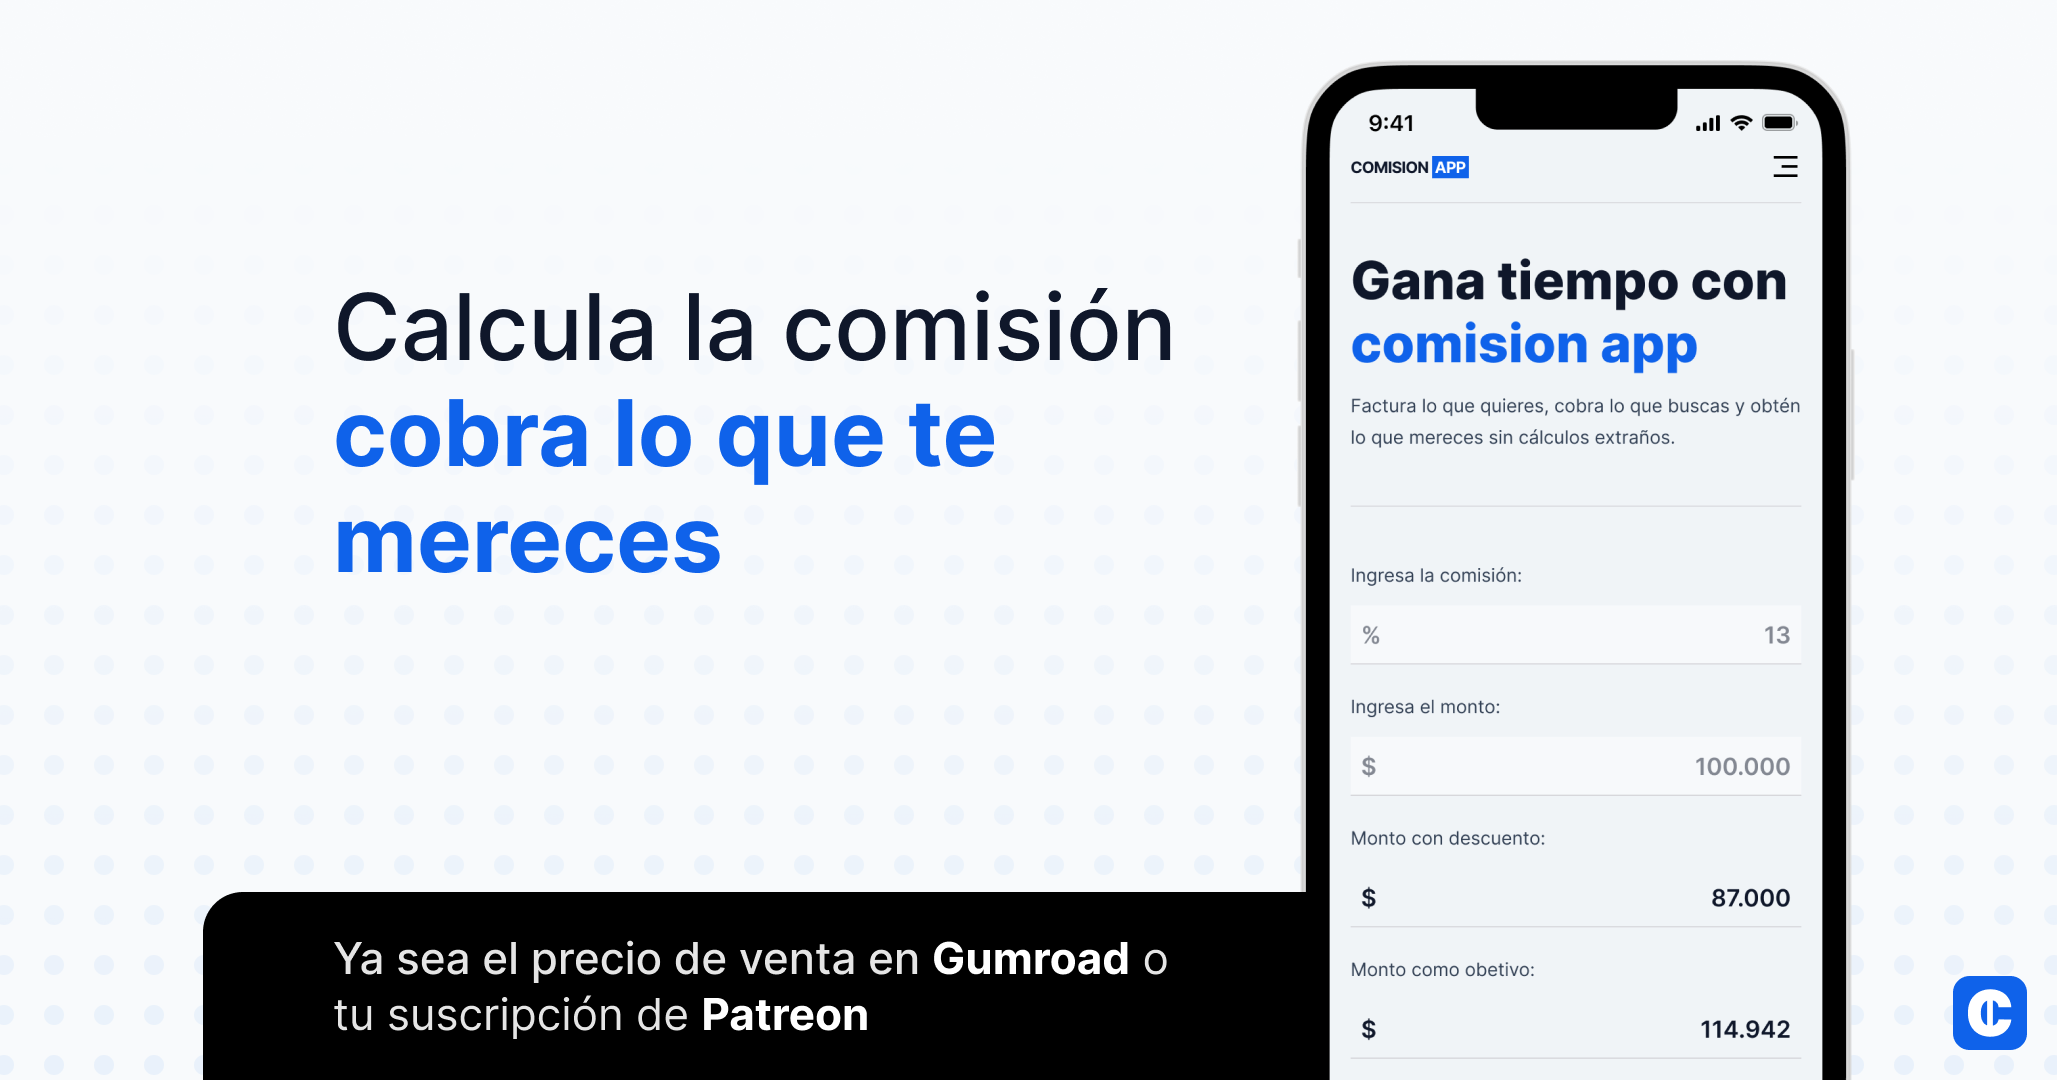 Calcula la comisión
cobra lo que te
mereces
Ya sea el precio de venta en Gumroad o
tu suscripción de Patreon
9:41
COMISION APP
Gana tiempo con
comision app
Factura lo que quieres, cobra lo que buscas y obtén
lo que mereces sin cálculos extraños.
Ingresa la comisión:
% 13
Ingresa el monto:
$ 100.000
Monto con descuento:
$ 87.000
Monto como obetivo:
$ 114.942
C